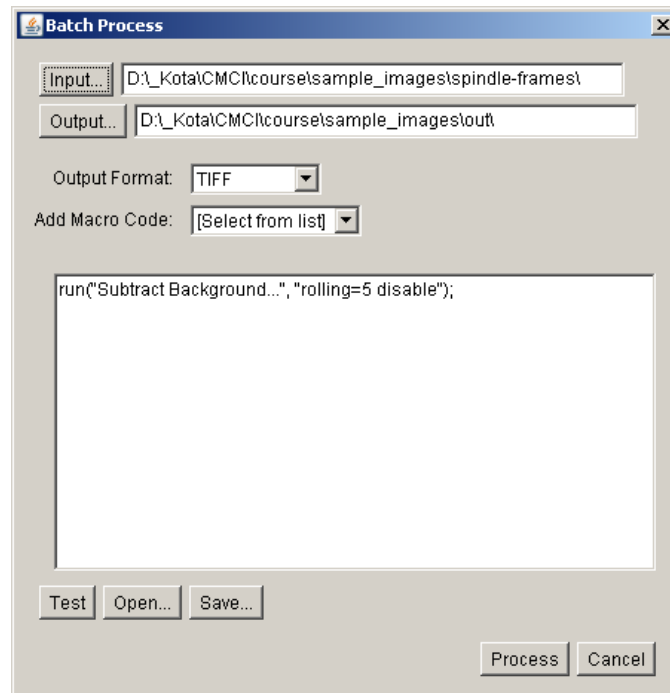 Batch Process
Input... D:\_Kota\CMCI\course\sample_images\spindle-frames\
Output... D:\_Kota\CMCI\course\sample_images\out\
Output Format: TIFF
Add Macro Code: [Select from list]
run("Subtract Background...", "rolling=5 disable");
Test Open... Save...
Process Cancel